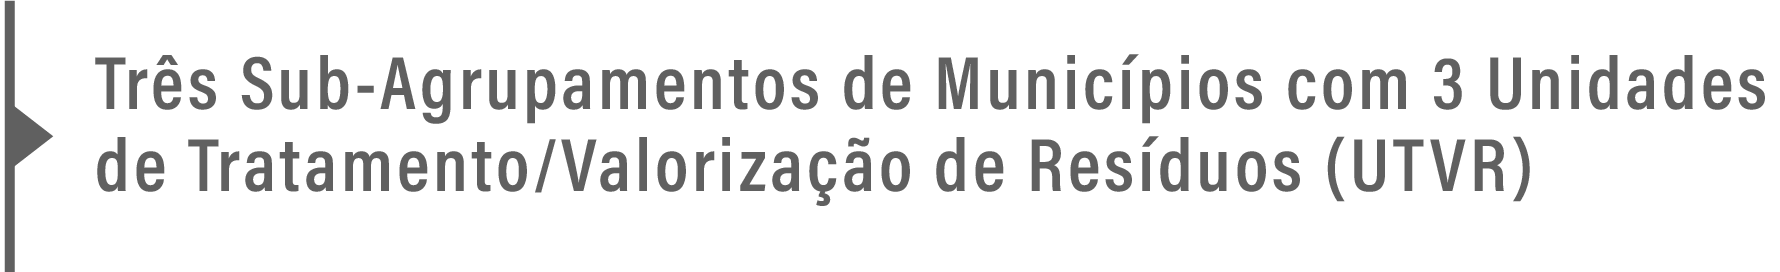 Três Sub-Agrupamentos de Municípios com 3 Unidades
de Tratamento/Valorização de Resíduos (UTVR)